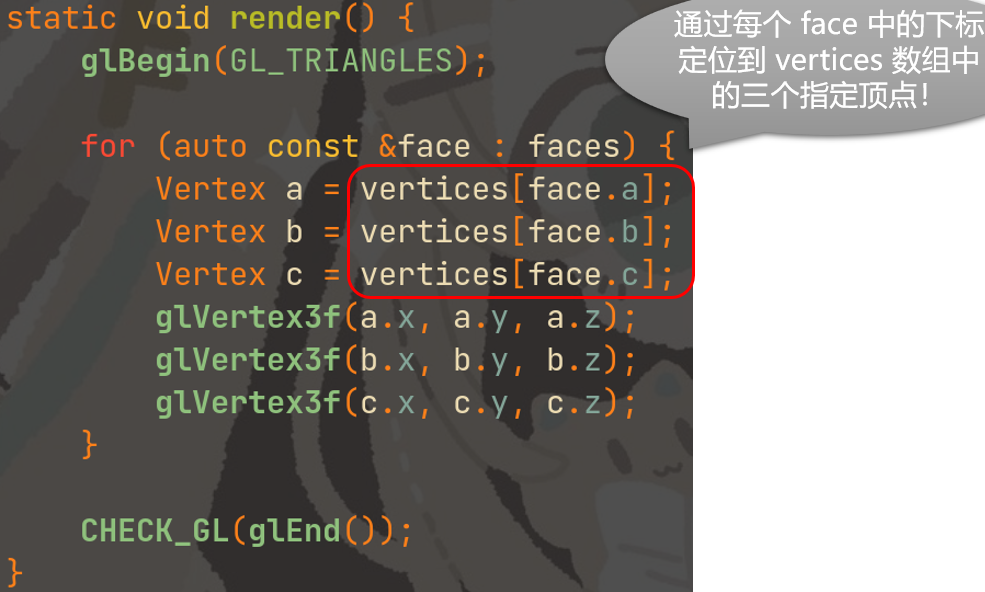 static void render() {
    glBegin(GL_TRIANGLES);
    for (auto const &face : faces) {
        Vertex a = vertices[face.a];
        Vertex b = vertices[face.b];
        Vertex c = vertices[face.c];
        glVertex3f(a.x, a.y, a.z);
        glVertex3f(b.x, b.y, b.z);
        glVertex3f(c.x, c.y, c.z);
    }
    CHECK_GL(glEnd());
}
通过每个 face 中的下标
定位到 vertices 数组中
的三个指定顶点！